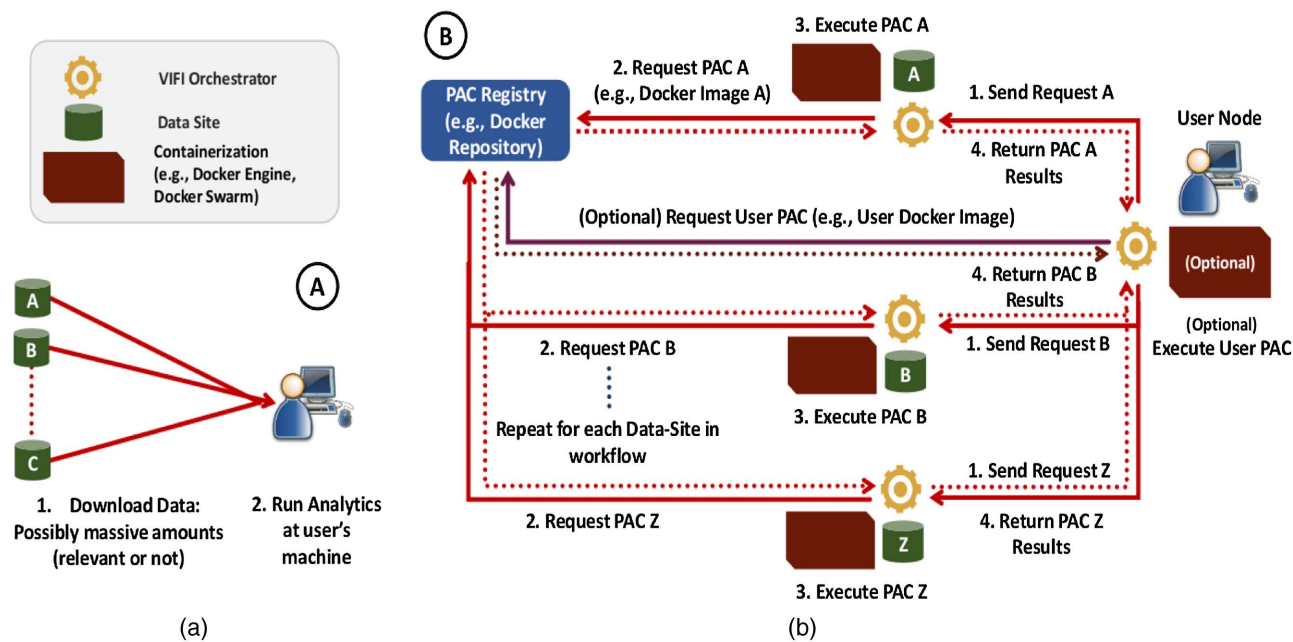 VIFI Orchestrator
Data Site
Containerization
(e.g., Docker Engine,
Docker Swarm)
A
A
B
C
1. Download Data:
Possibly massive amounts
(relevant or not)
2. Run Analytics
at user's
machine
(a)
B
PAC Registry
(e.g., Docker
Repository)
2. Request PAC A
(e.g., Docker Image A)
3. Execute PAC A
A
1. Send Request A
4. Return PAC A
Results
User Node
(Optional) Request User PAC (e.g., User Docker Image)
(Optional)
(Optional)
Execute User PAC
4. Return PAC B
Results
2. Request PAC B
1. Send Request B
B
3. Execute PAC B
Repeat for each Data-Site in
workflow
1. Send Request Z
2. Request PAC Z
Z
4. Return PAC Z
Results
3. Execute PAC Z
(b)